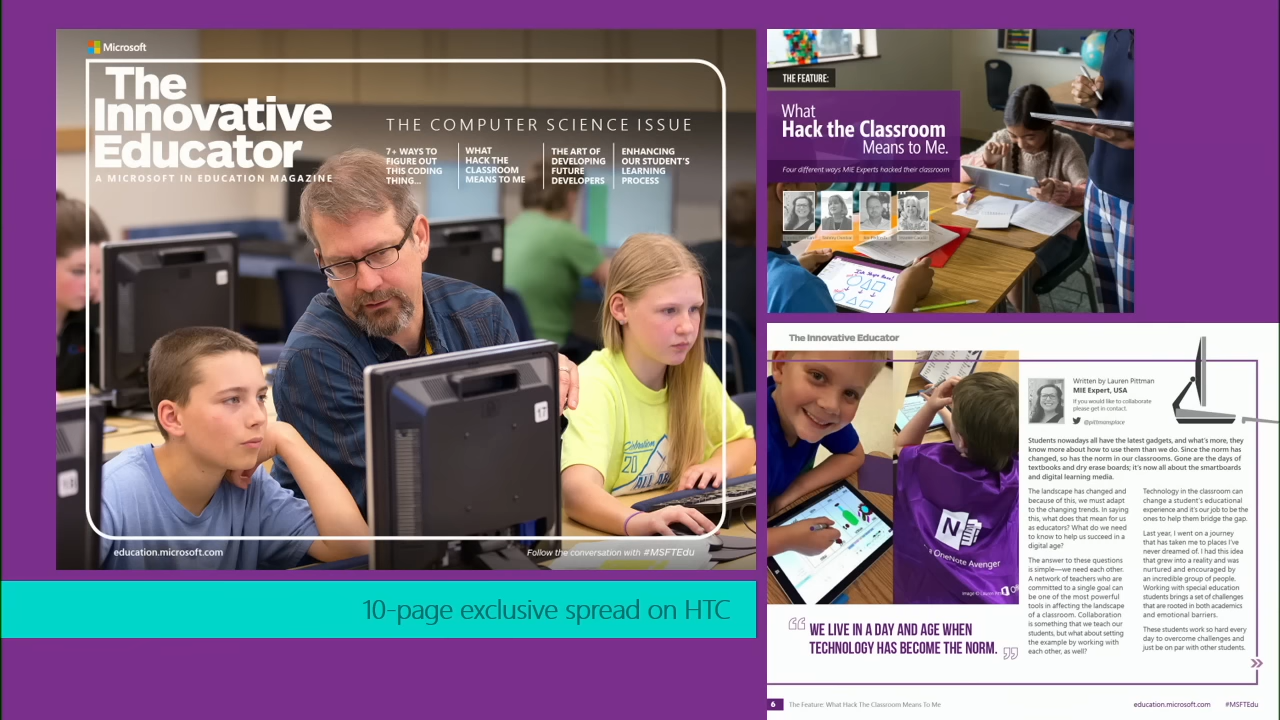 Microsoft
The
Innovative
Educator
A MICROSOFT IN EDUCATION MAGAZINE
THE COMPUTER SCIENCE ISSUE
7+ WAYS TO
FIGURE OUT
THIS CODING
THING...
WHAT
HACK THE
CLASSROOM
MEANS TO ME
THE ART OF
DEVELOPING
FUTURE
DEVELOPERS
ENHANCING
OUR STUDENT'S
LEARNING
PROCESS
education.microsoft.com
Follow the conversation with #MSFTEdu
10-page exclusive spread on HTC
THE FEATURE:
What
Hack the Classroom
Means to Me.
Four different ways MIE Experts hacked their classroom
The Innovative Educator
Written by Lauren Pittman
MIE Expert, USA
If you would like to collaborate
please get in contact.
@pittmansplace
Students nowadays all have the latest gadgets, and what's more, they
know more about how to use them than we do. Since the norm has
changed, so has the norm in our classrooms. Gone are the days of
textbooks and dry erase boards; it's now all about the smartboards
and digital learning media.
The landscape has changed and
because of this, we must adapt
to the changing trends. In saying
this, what does that mean for us
as educators? What do we need
to know to help us succeed in a
digital age?
The answer to these questions
is simple—we need each other.
A network of teachers who are
committed to a single goal can
be one of the most powerful
tools in affecting the landscape
of a classroom. Collaboration
is something that we teach our
students, but what about setting
the example by working with
each other, as well?
Technology in the classroom can
change a student's educational
experience and it's our job to be the
ones to help them bridge the gap.
Last year, I went on a journey
that has taken me to places I've
never dreamed of. I had this idea
that grew into a reality and was
nurtured and encouraged by
an incredible group of people.
Working with special education
students brings a set of challenges
that are rooted in both academics
and emotional barriers.
These students work so hard every
day to overcome challenges and
just be on par with other students.
N
OneNote Avenger
WE LIVE IN A DAY AND AGE WHEN
TECHNOLOGY HAS BECOME THE NORM.
6 The Feature: What Hack The Classroom Means To Me
education.microsoft.com #MSFTEdu